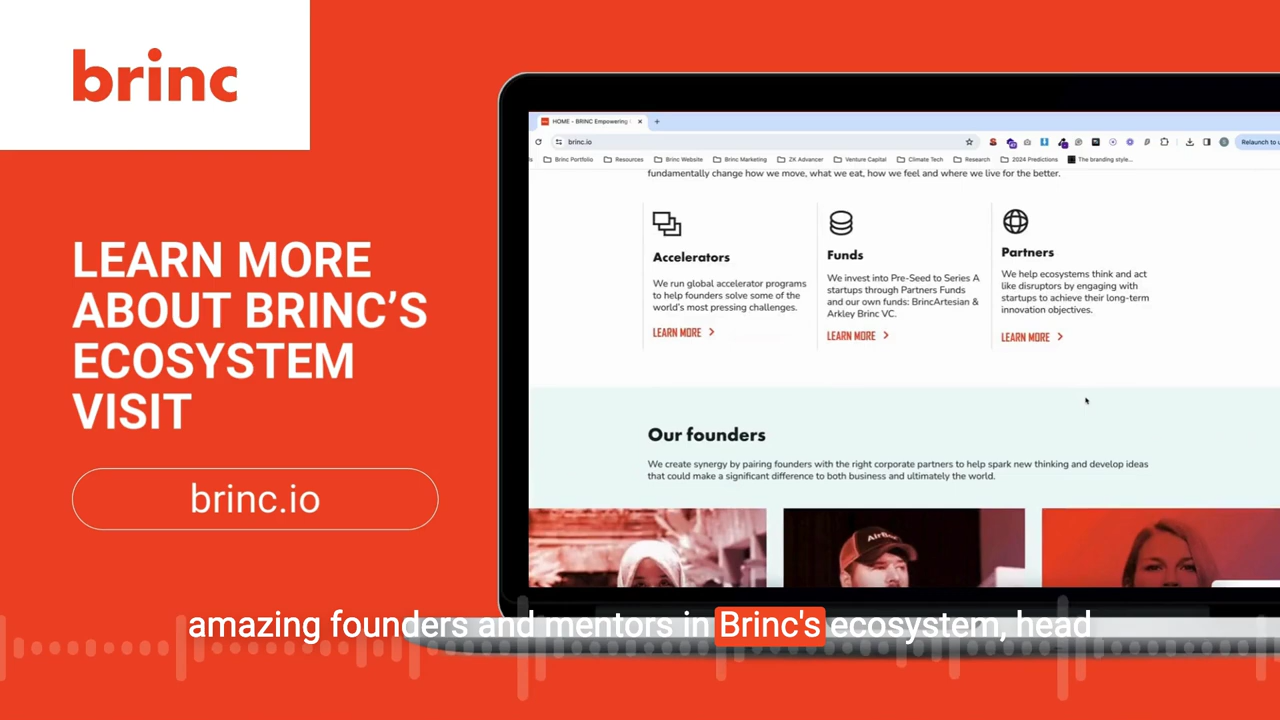 brinc
LEARN MORE
ABOUT BRINC’S
ECOSYSTEM
VISIT
brinc.io
HOME - BRINC Empowering
brinc.io
Relaunch to u
Brinc Portfolio
Resources
Brinc Website
Brinc Marketing
ZK Advancer
Venture Capital
Climate Tech
Research
2024 Predictions
The branding style...
fundamentally change how we move, what we eat, how we feel and where we live for the better.
Accelerators
We run global accelerator programs
to help founders solve some of the
world's most pressing challenges.
LEARN MORE >
Funds
We invest into Pre-Seed to Series A
startups through Partners Funds
and our own funds: BrincArtesian &
Arkley Brinc VC.
LEARN MORE >
Partners
We help ecosystems think and act
like disruptors by engaging with
startups to achieve their long-term
innovation objectives.
LEARN MORE >
Our founders
We create synergy by pairing founders with the right corporate partners to help spark new thinking and develop ideas
that could make a significant difference to both business and ultimately the world.
amazing founders and mentors in Brinc's ecosystem, head